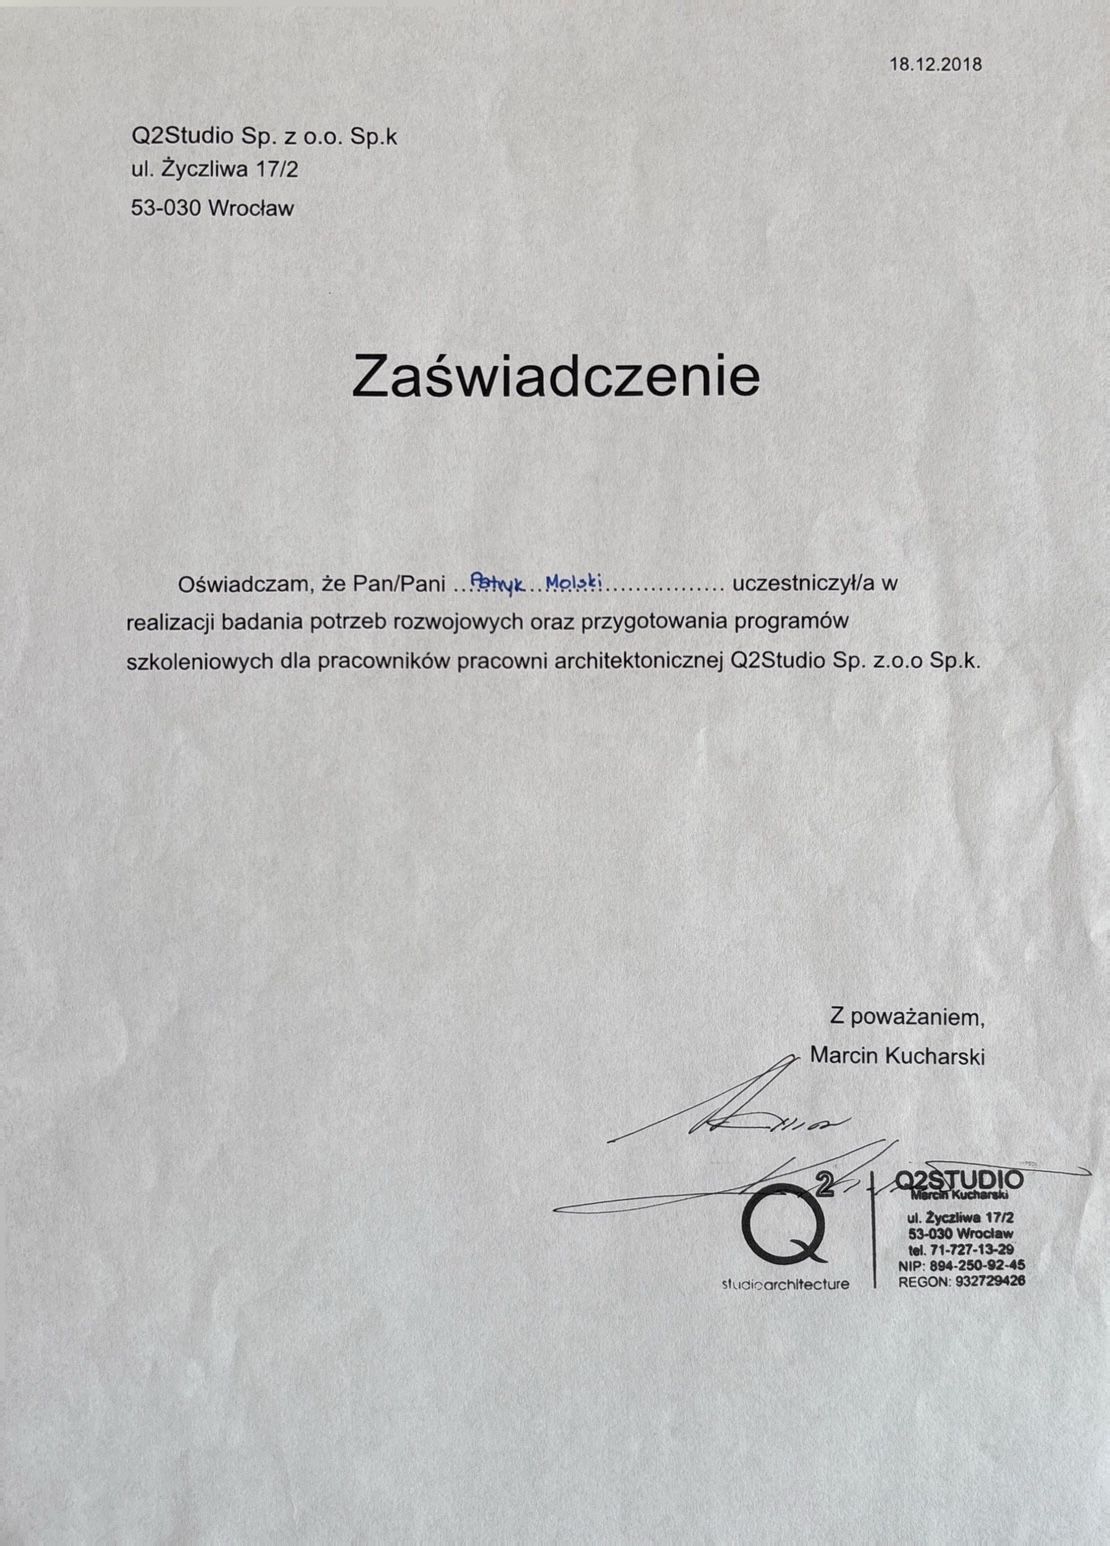 18.12.2018
Q2Studio Sp. z o.o. Sp.k
ul. Życzliwa 17/2
53-030 Wrocław
Zaświadczenie
Oświadczam, że Pan/Pani ...Patryk...Molski................ uczestniczył/a w
realizacji badania potrzeb rozwojowych oraz przygotowania programów
szkoleniowych dla pracowników pracowni architektonicznej Q2Studio Sp. z.o.o Sp.k.
Z poważaniem,
Marcin Kucharski
Q2
studioarchitecture
Q2STUDIO
Marcin Kucharski
ul. Życzliwa 17/2
53-030 Wrocław
tel. 71-727-13-29
NIP: 894-250-92-45
REGON: 932729426